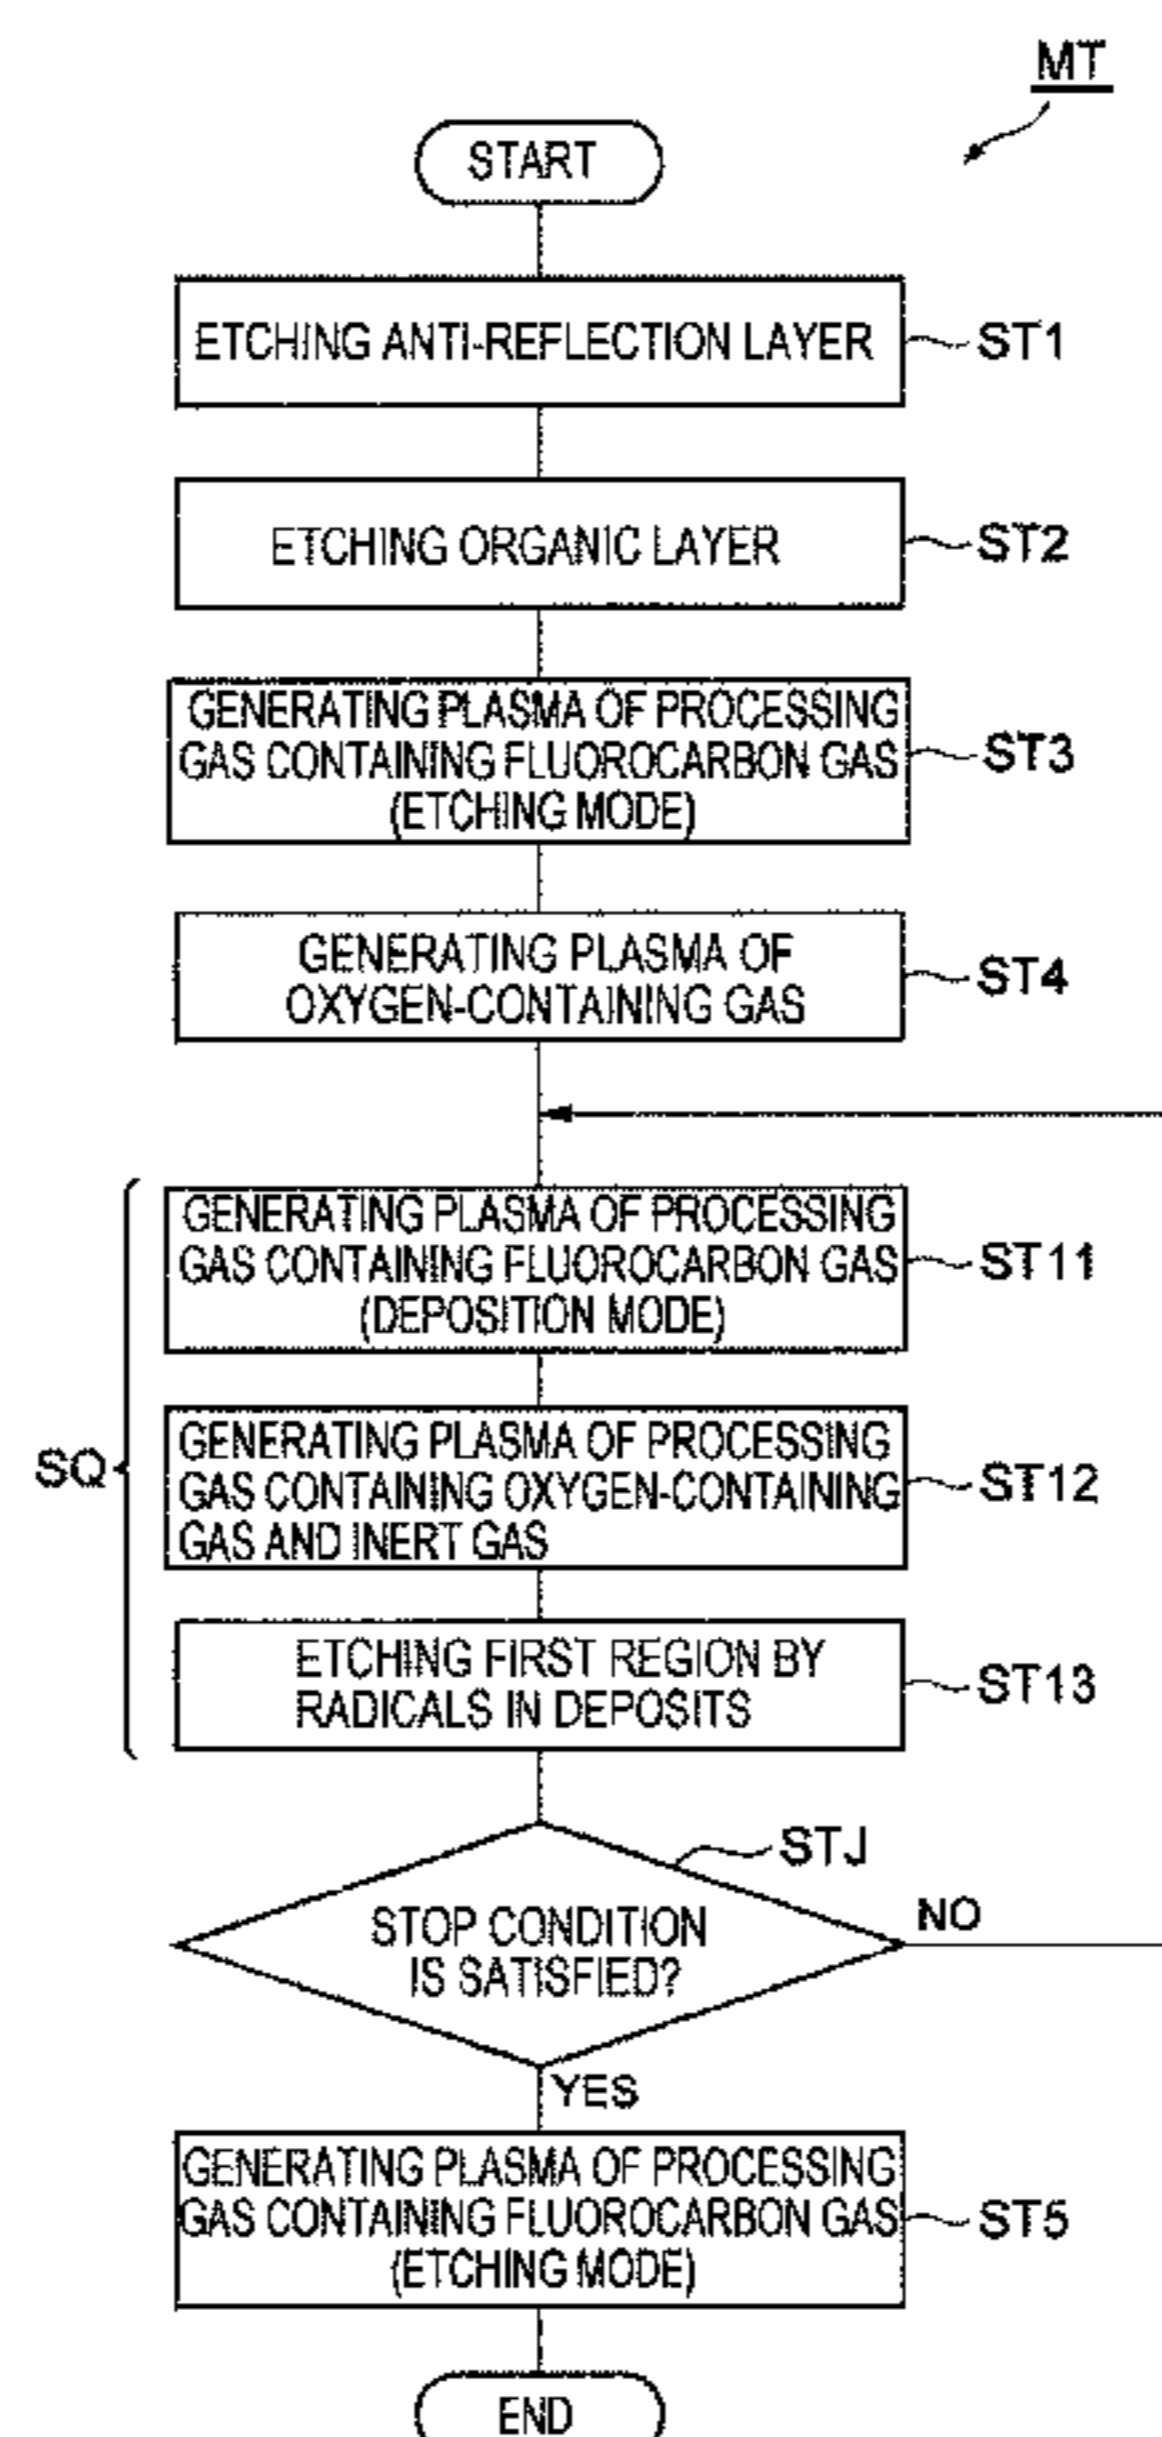 MT
START
ETCHING ANTI-REFLECTION LAYER
ST1
ETCHING ORGANIC LAYER
ST2
GENERATING PLASMA OF PROCESSING
GAS CONTAINING FLUOROCARBON GAS
(ETCHING MODE)
ST3
GENERATING PLASMA OF
OXYGEN-CONTAINING GAS
ST4
SQ
GENERATING PLASMA OF PROCESSING
GAS CONTAINING FLUOROCARBON GAS
(DEPOSITION MODE)
ST11
GENERATING PLASMA OF PROCESSING
GAS CONTAINING OXYGEN-CONTAINING
GAS AND INERT GAS
ST12
ETCHING FIRST REGION BY
RADICALS IN DEPOSITS
ST13
STJ
STOP CONDITION
IS SATISFIED?
NO
YES
GENERATING PLASMA OF PROCESSING
GAS CONTAINING FLUOROCARBON GAS
(ETCHING MODE)
ST5
END